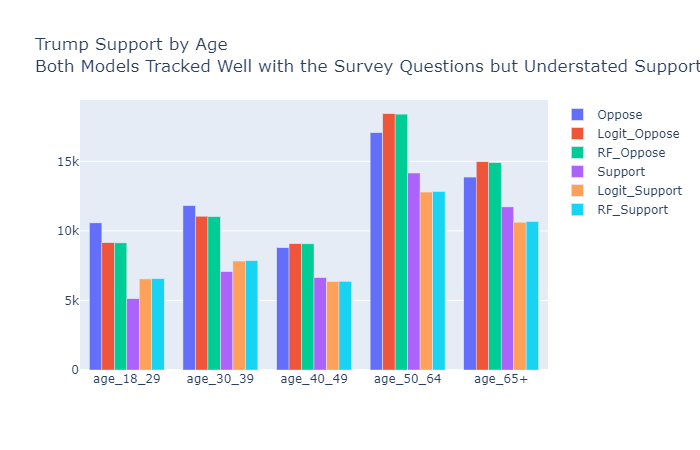 Trump Support by Age
Both Models Tracked Well with the Survey Questions but Understated Support
15k
10k
5k
0
age_18_29
age_30_39
age_40_49
age_50_64
age_65+
Oppose
Logit_Oppose
RF_Oppose
Support
Logit_Support
RF_Support